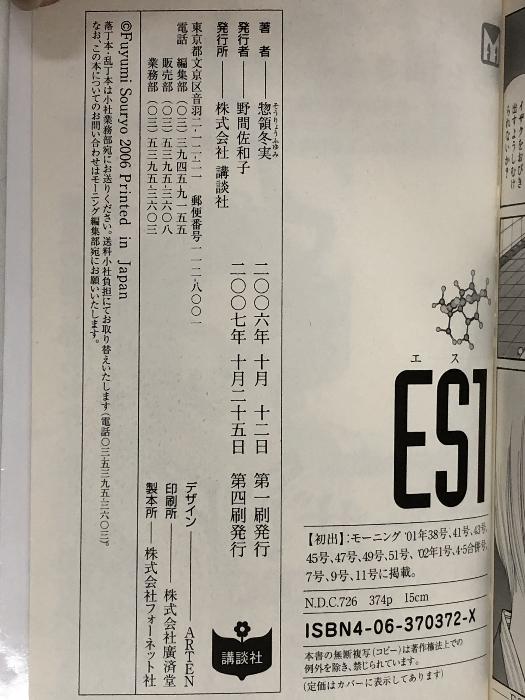 エス
EST
【初出】:モーニング '01年38号、41号、43号、
45号、47号、49号、51号、'02年1号、4・5合併号、
7号、9号、11号に掲載。
N.D.C.726 374p 15cm
ISBN4-06-370372-X
本書の無断複写(コピー)は著作権法上での
例外を除き、禁じられています。
(定価はカバーに表示してあります)
二〇〇六年 十月 十二日 第一刷発行
二〇〇七年 十月二十五日 第四刷発行
著者――惣領冬実
そうりょうふゆみ
発行者――野間佐和子
発行所――株式会社 講談社
東京都文京区音羽二-一二-二一 郵便番号一一二-八〇〇一
電話 編集部(〇三)三九四五-九一五五
販売部(〇三)五三九五-三六〇八
業務部(〇三)五三九五-三六〇三
デザイン――ARTEN
印刷所――株式会社廣済堂
製本所――株式会社フォーネット社
講談社
©Fuyumi Souryo 2006 Printed in Japan
落丁本・乱丁本は小社業務部宛にお送りください。送料小社負担にてお取り替えいたします(電話〇三-五三九五-三六〇三)。
なお、この本についてのお問い合わせはモーニング編集部宛にお願いいたします。